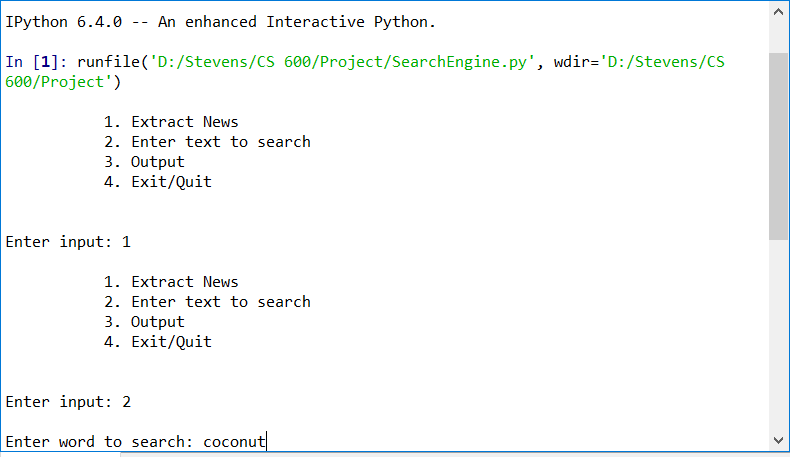 IPython 6.4.0 -- An enhanced Interactive Python.
In [1]: runfile('D:/Stevens/CS 600/Project/SearchEngine.py', wdir='D:/Stevens/CS
600/Project')
1. Extract News
2. Enter text to search
3. Output
4. Exit/Quit
Enter input: 1
1. Extract News
2. Enter text to search
3. Output
4. Exit/Quit
Enter input: 2
Enter word to search: coconut